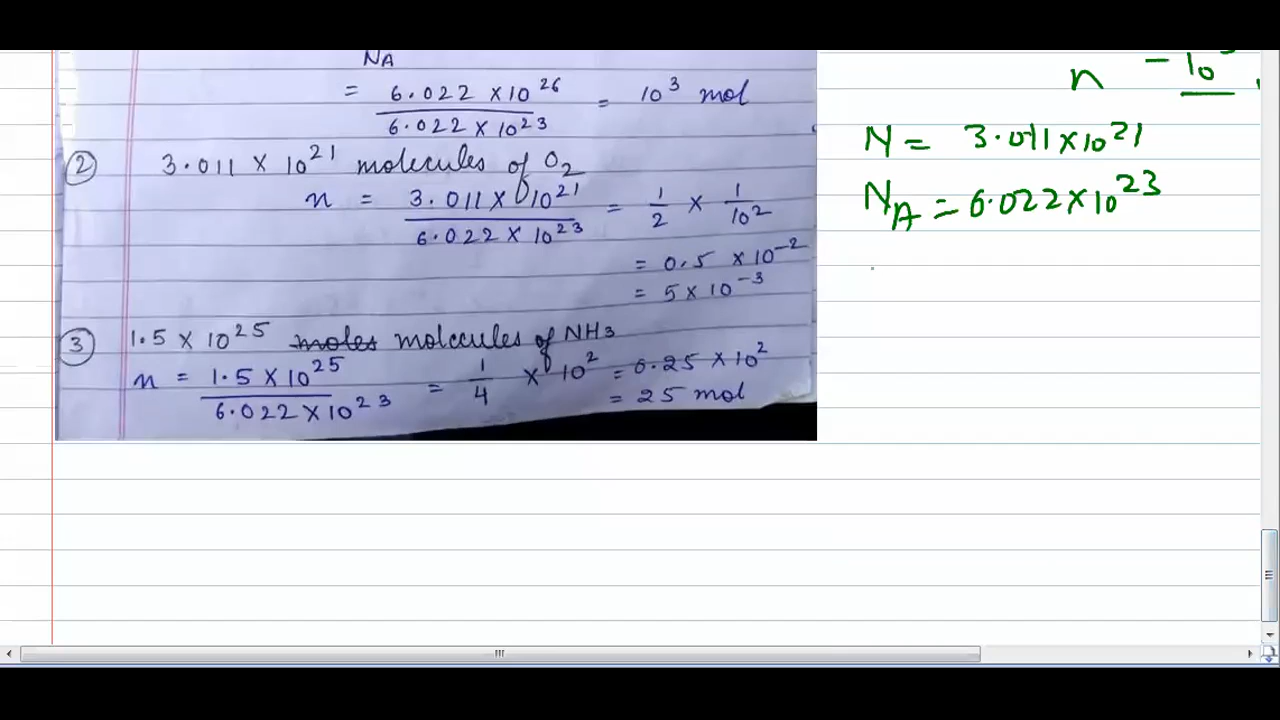 NA
= 6.022 × 10^26 / 6.022 × 10^23 = 10^3 mol
② 3.011 × 10^21 molecules of O2
n = 3.011 × 10^21 / 6.022 × 10^23 = 1/2 × 1/10^2
= 0.5 × 10^-2
= 5 × 10^-3
③ 1.5 × 10^25 moles molecules of NH3
n = 1.5 × 10^25 / 6.022 × 10^23 = 1/4 × 10^2 = 0.25 × 10^2
= 25 mol
n - 10
N = 3.011 × 10^21
NA = 6.022 × 10^23